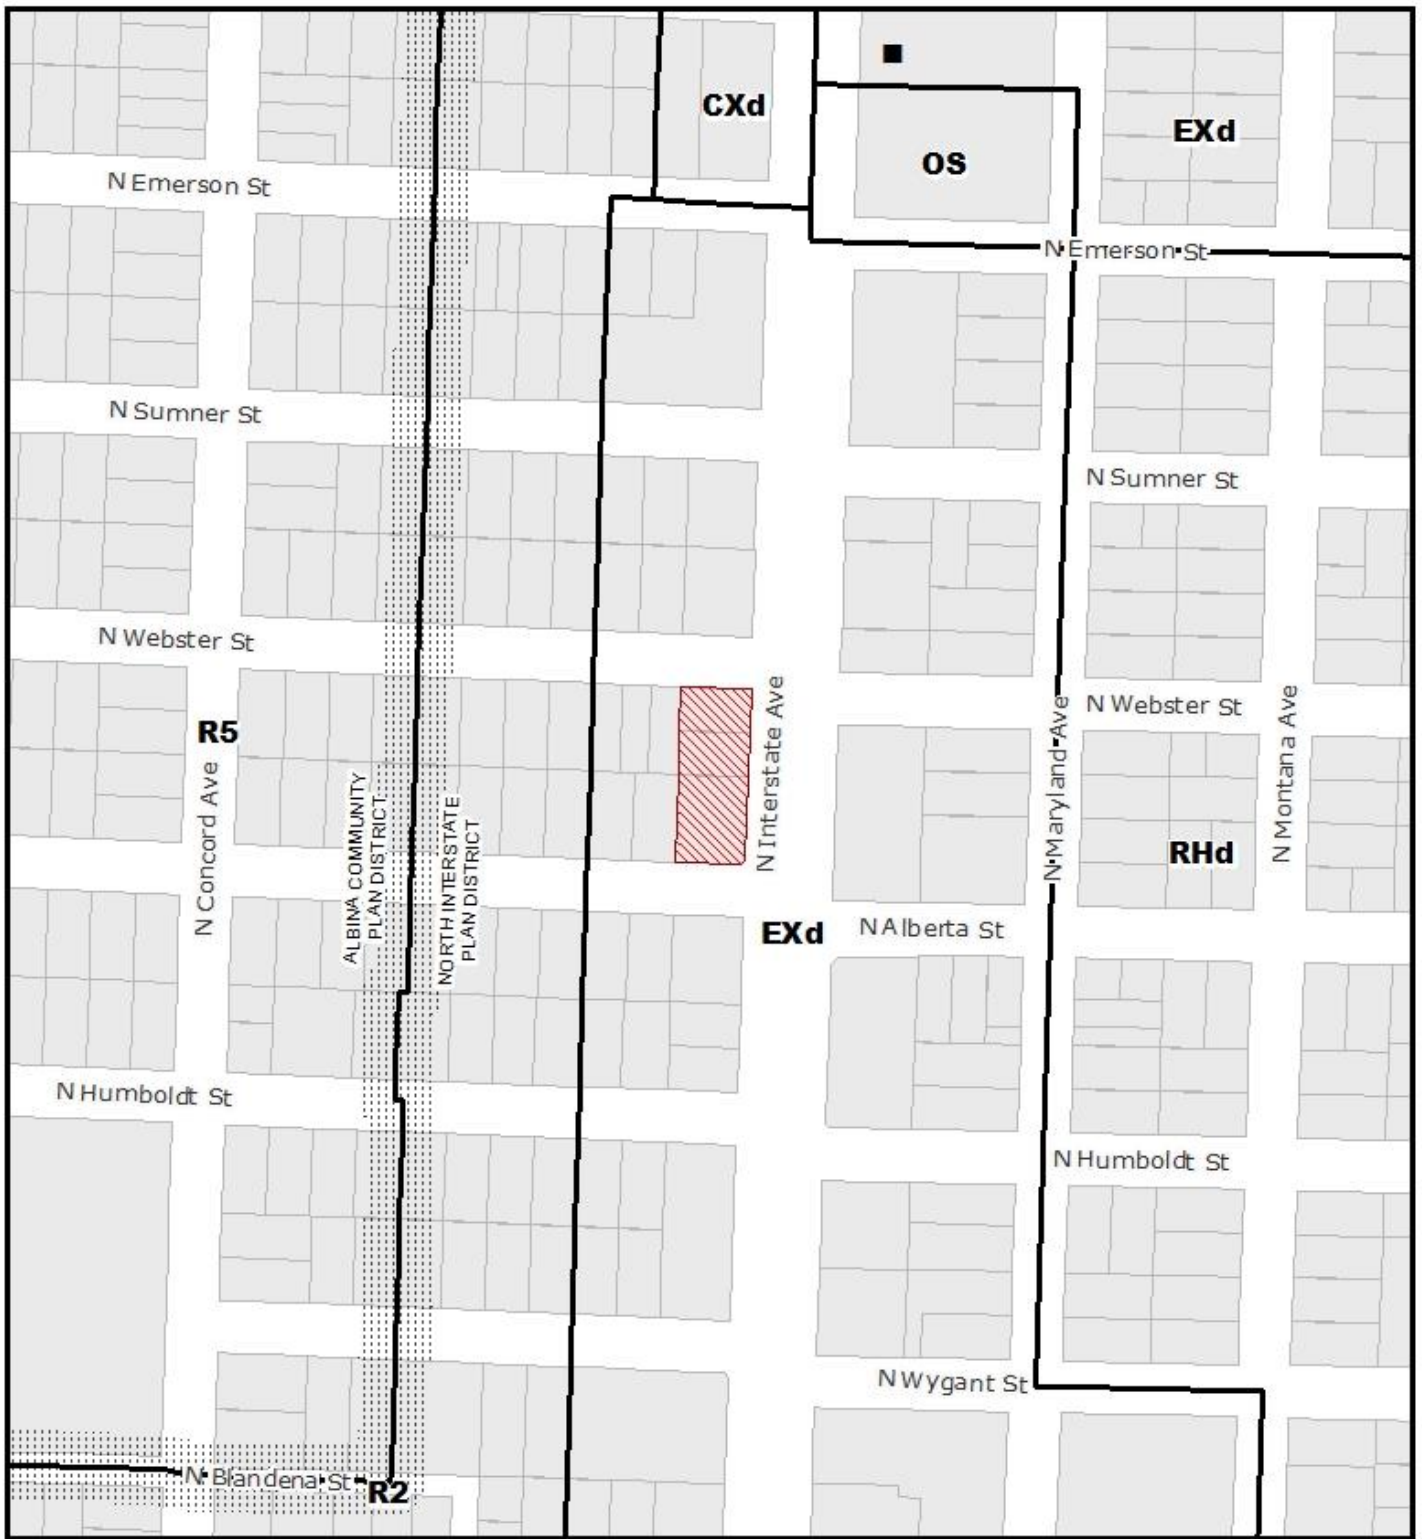 CXd
EXd
OS
N Emerson St
N Emerson St
N Sumner St
N Sumner St
N Webster St
N Webster St
R5
N Concord Ave
ALBINA COMMUNITY
PLAN DISTRICT
NORTH INTERSTATE
PLAN DISTRICT
N Interstate Ave
N Maryland Ave
N Montana Ave
RHd
EXd
N Alberta St
N Humboldt St
N Humboldt St
N Wygant St
N Blandena St
R2